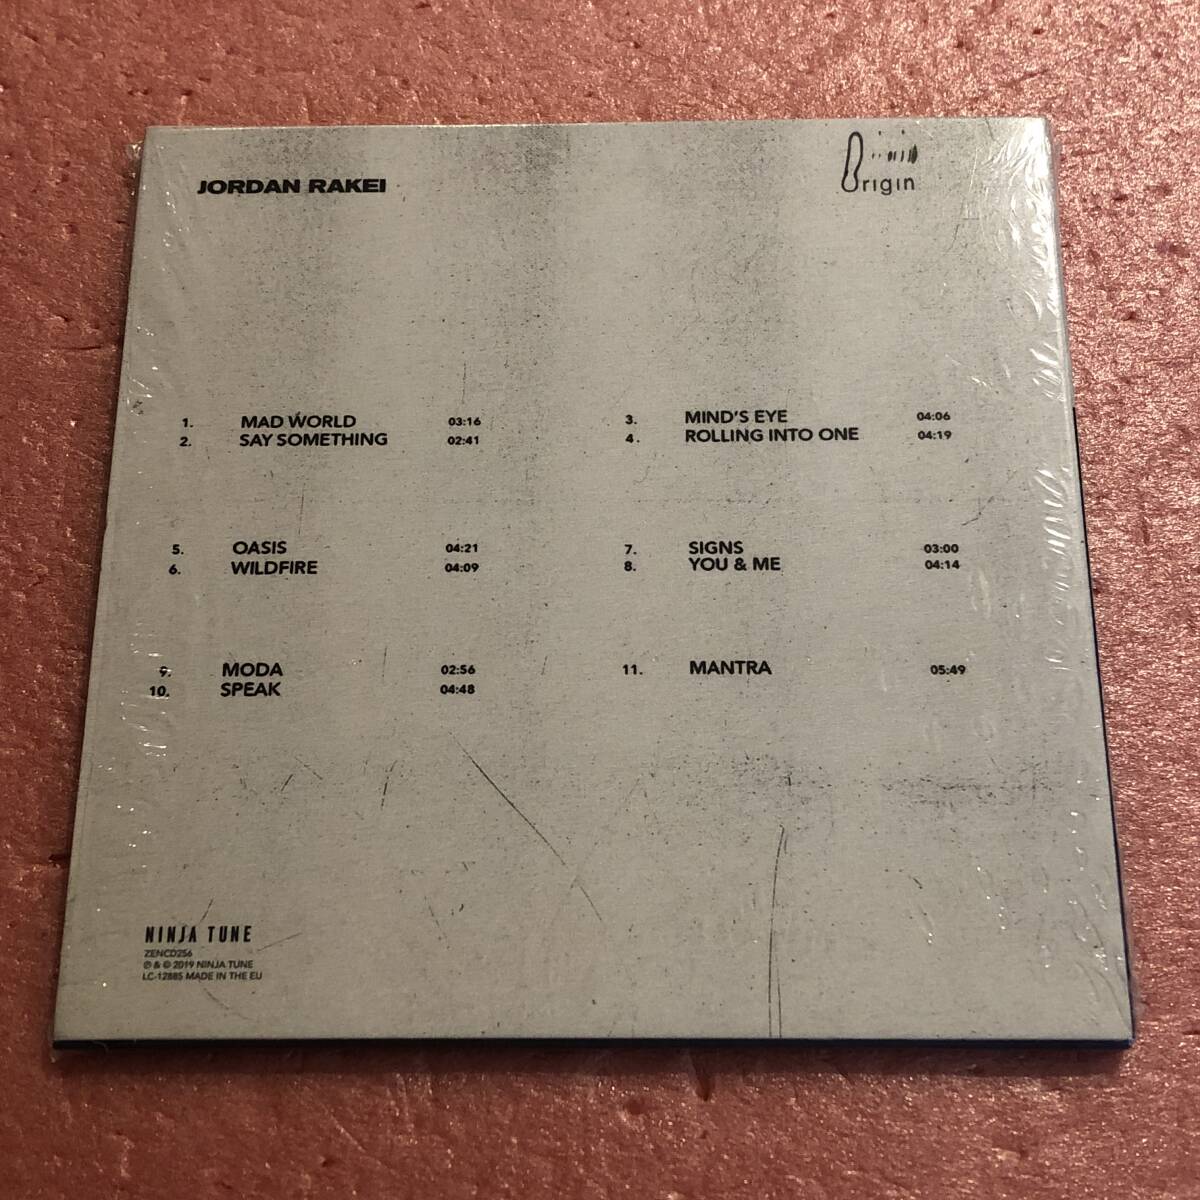 JORDAN RAKEI
Origin
1. MAD WORLD 03:16
2. SAY SOMETHING 02:41
3. MIND'S EYE 04:06
4. ROLLING INTO ONE 04:19
5. OASIS 04:21
6. WILDFIRE 04:09
7. SIGNS 03:00
8. YOU & ME 04:14
9. MODA 02:56
10. SPEAK 04:48
11. MANTRA 05:49
NINJA TUNE
ZENCD256
℗ & © 2019 NINJA TUNE
LC-12885 MADE IN THE EU